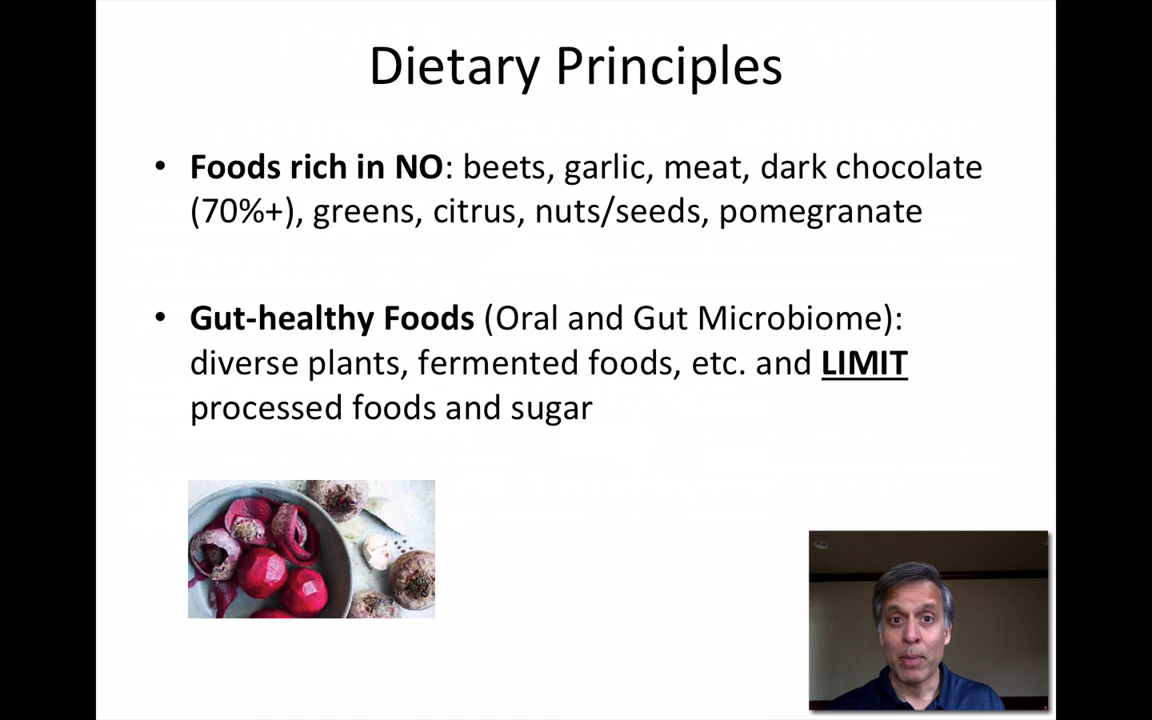 Dietary Principles
• Foods rich in NO: beets, garlic, meat, dark chocolate
(70%+), greens, citrus, nuts/seeds, pomegranate
• Gut-healthy Foods (Oral and Gut Microbiome):
diverse plants, fermented foods, etc. and LIMIT
processed foods and sugar